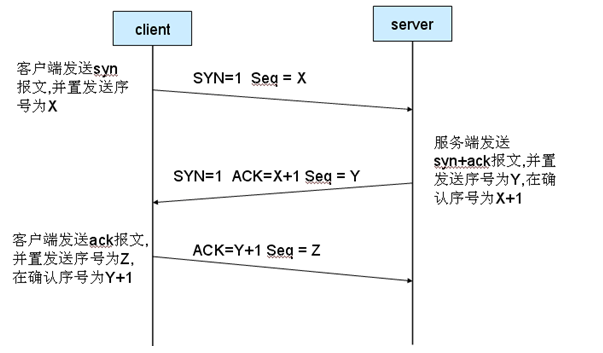 client
server
客户端发送syn
报文,并置发送序
号为X
SYN=1 Seq = X
服务端发送
syn+ack报文,并置
发送序号为Y,在确
认序号为X+1
SYN=1 ACK=X+1 Seq = Y
客户端发送ack报文,
并置发送序号为Z,
在确认序号为Y+1
ACK=Y+1 Seq = Z